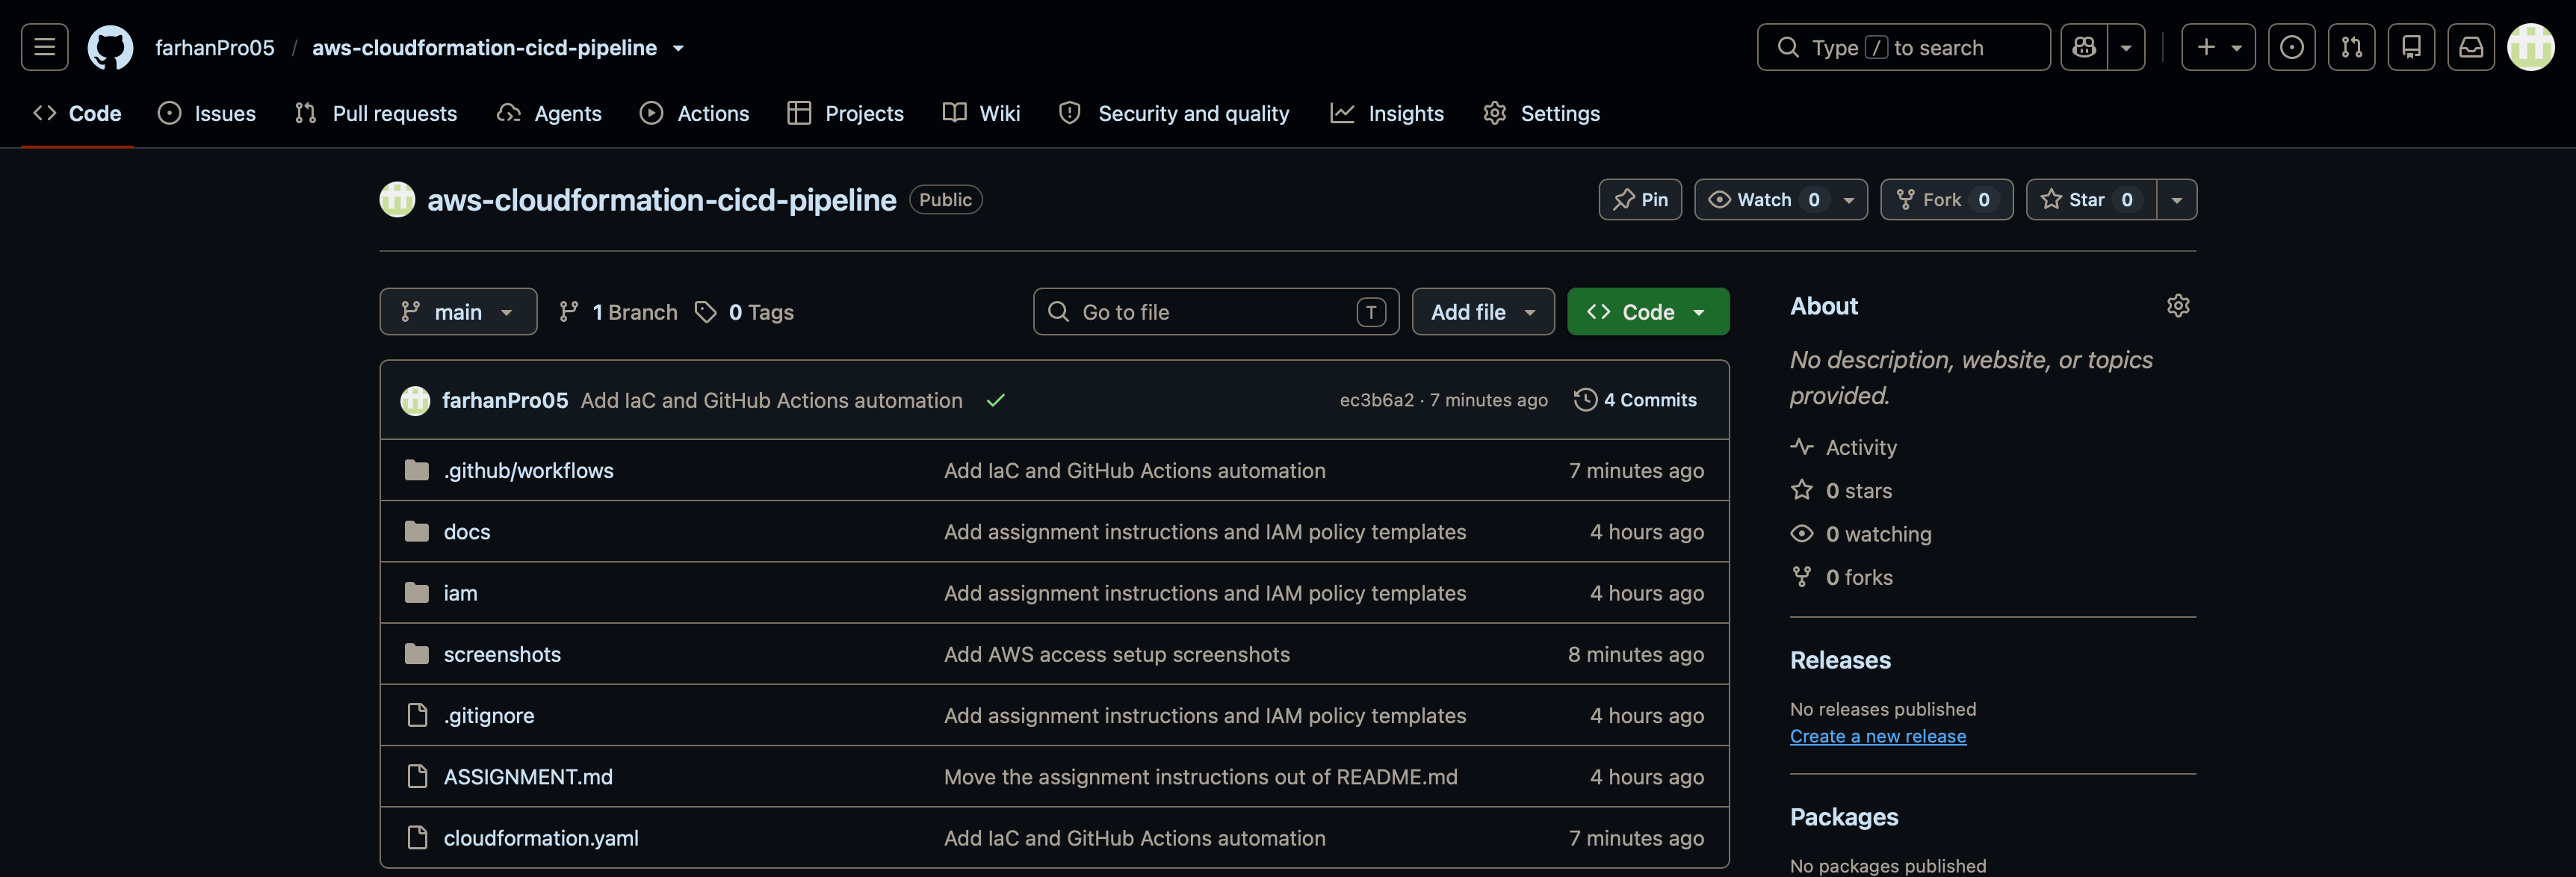 farhanPro05 / aws-cloudformation-cicd-pipeline
Type / to search
Code Issues Pull requests Agents Actions Projects Wiki Security and quality Insights Settings
aws-cloudformation-cicd-pipeline Public
Pin Watch 0 Fork 0 Star 0
main 1 Branch 0 Tags
Go to file T Add file Code
farhanPro05 Add IaC and GitHub Actions automation ec3b6a2 · 7 minutes ago 4 Commits
.github/workflows Add IaC and GitHub Actions automation 7 minutes ago
docs Add assignment instructions and IAM policy templates 4 hours ago
iam Add assignment instructions and IAM policy templates 4 hours ago
screenshots Add AWS access setup screenshots 8 minutes ago
.gitignore Add assignment instructions and IAM policy templates 4 hours ago
ASSIGNMENT.md Move the assignment instructions out of README.md 4 hours ago
cloudformation.yaml Add IaC and GitHub Actions automation 7 minutes ago
About
No description, website, or topics
provided.
Activity
0 stars
0 watching
0 forks
Releases
No releases published
Create a new release
Packages
No packages published